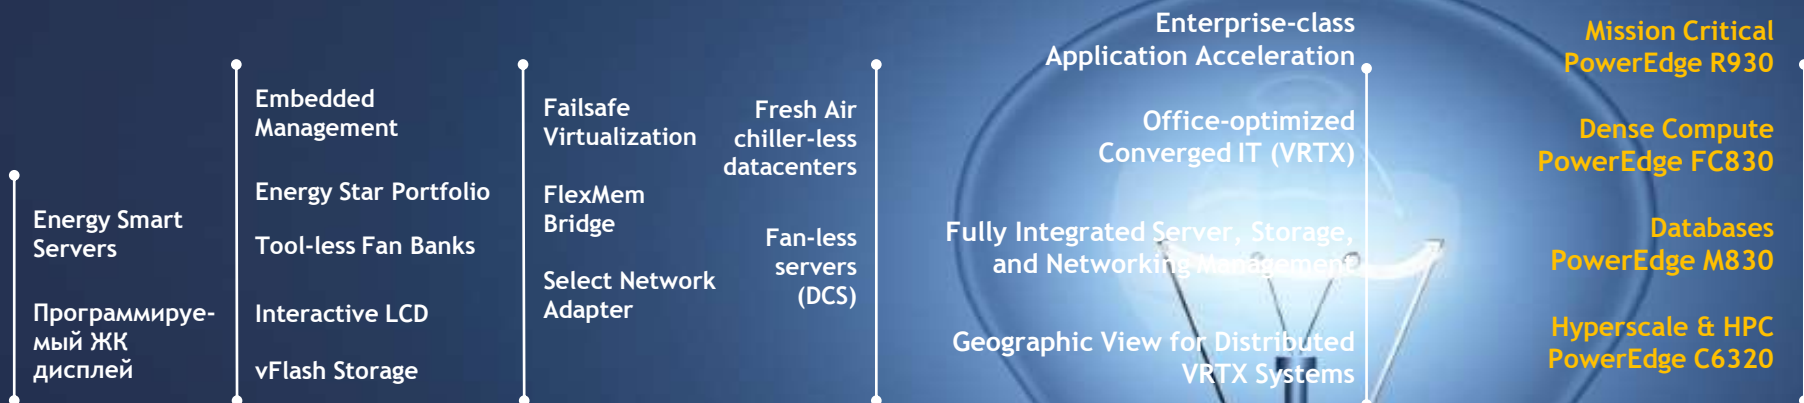 Energy Smart
Servers
Программируе-
мый ЖК
дисплей
Embedded
Management
Energy Star Portfolio
Tool-less Fan Banks
Interactive LCD
vFlash Storage
Failsafe
Virtualization
FlexMem
Bridge
Select Network
Adapter
Fresh Air
chiller-less
datacenters
Fan-less
servers
(DCS)
Enterprise-class
Application Acceleration
Office-optimized
Converged IT (VRTX)
Fully Integrated Server, Storage,
and Networking Management
Geographic View for Distributed
VRTX Systems
Mission Critical
PowerEdge R930
Dense Compute
PowerEdge FC830
Databases
PowerEdge M830
Hyperscale & HPC
PowerEdge C6320